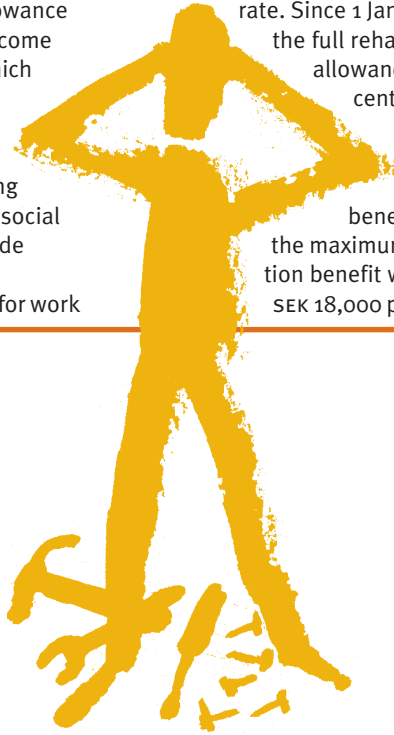 owance
come
hich
ng
social
de
for work
rate. Since 1 Jan
the full reha
allowanc
cent
bene
the maximum
tion benefit w
SEK 18,000 p